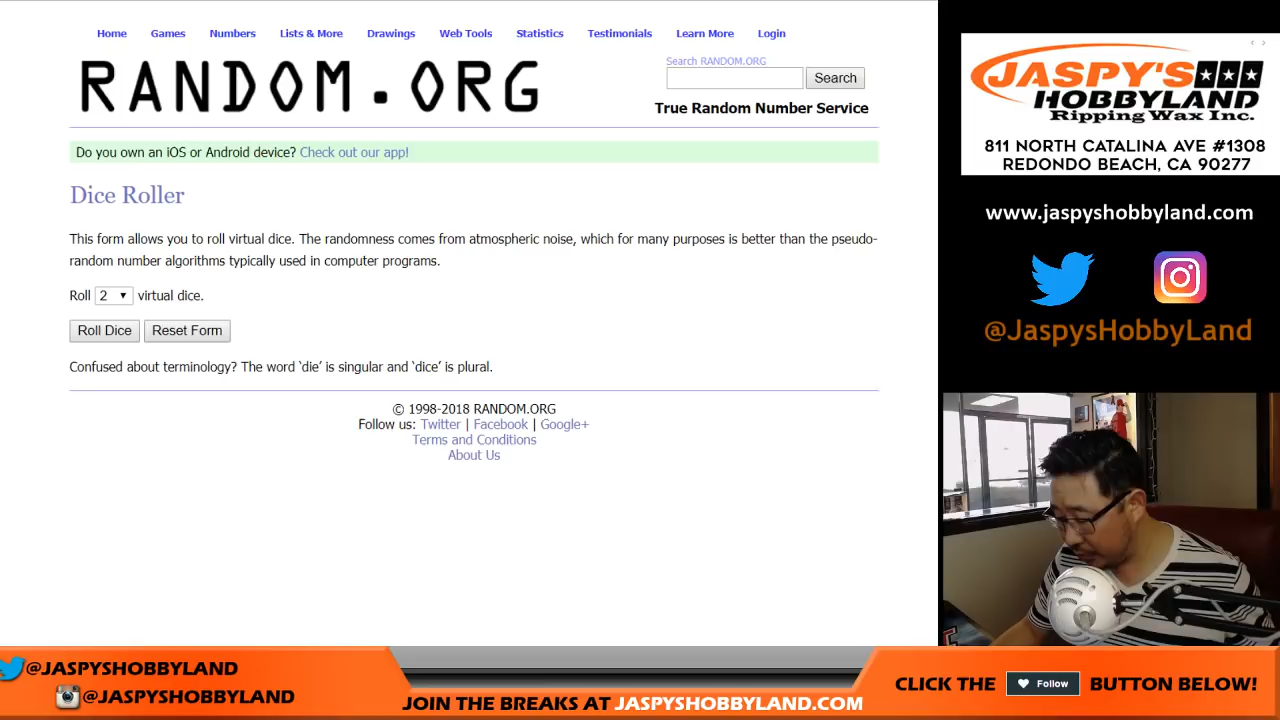 Home Games Numbers Lists & More Drawings Web Tools Statistics Testimonials Learn More Login
RANDOM.ORG
Search RANDOM.ORG
Search
True Random Number Service
Do you own an iOS or Android device? Check out our app!
Dice Roller
This form allows you to roll virtual dice. The randomness comes from atmospheric noise, which for many purposes is better than the pseudo-
random number algorithms typically used in computer programs.
Roll 2 virtual dice.
Roll Dice Reset Form
Confused about terminology? The word ‘die’ is singular and ‘dice’ is plural.
© 1998-2018 RANDOM.ORG
Follow us: Twitter | Facebook | Google+
Terms and Conditions
About Us
JASPY'S
HOBBYLAND
Ripping Wax Inc.
811 NORTH CATALINA AVE #1308
REDONDO BEACH, CA 90277
www.jaspyshobbyland.com
@JaspysHobbyLand
@JASPYSHOBBYLAND
@JASPYSHOBBYLAND
JOIN THE BREAKS AT JASPYSHOBBYLAND.COM
CLICK THE Follow BUTTON BELOW!